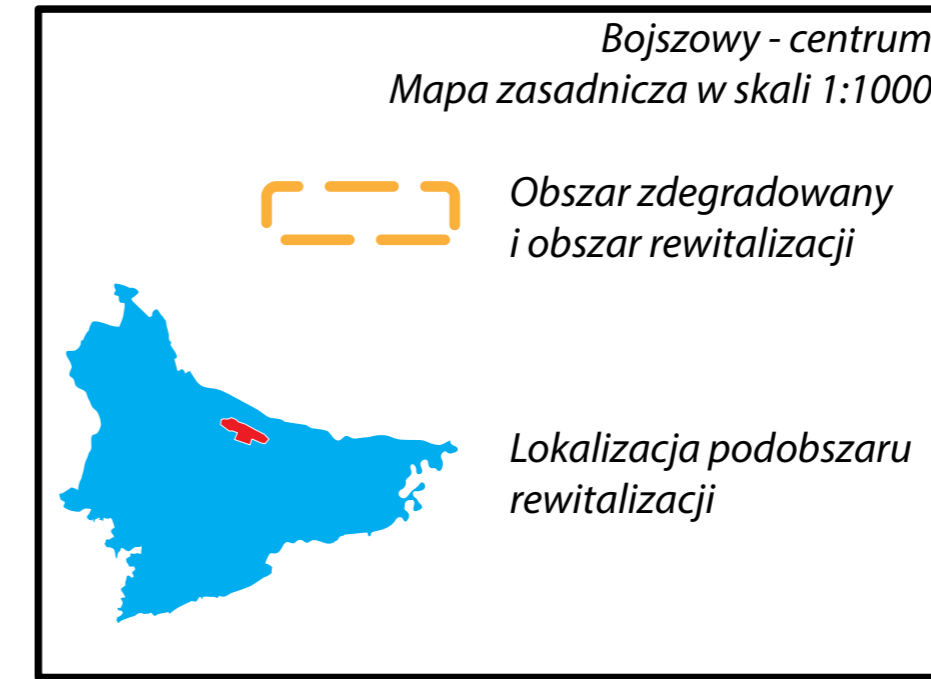 Bojszowy - centrum
Mapa zasadnicza w skali 1:1000
Obszar zdegradowany
i obszar rewitalizacji
Lokalizacja podobszaru
rewitalizacji